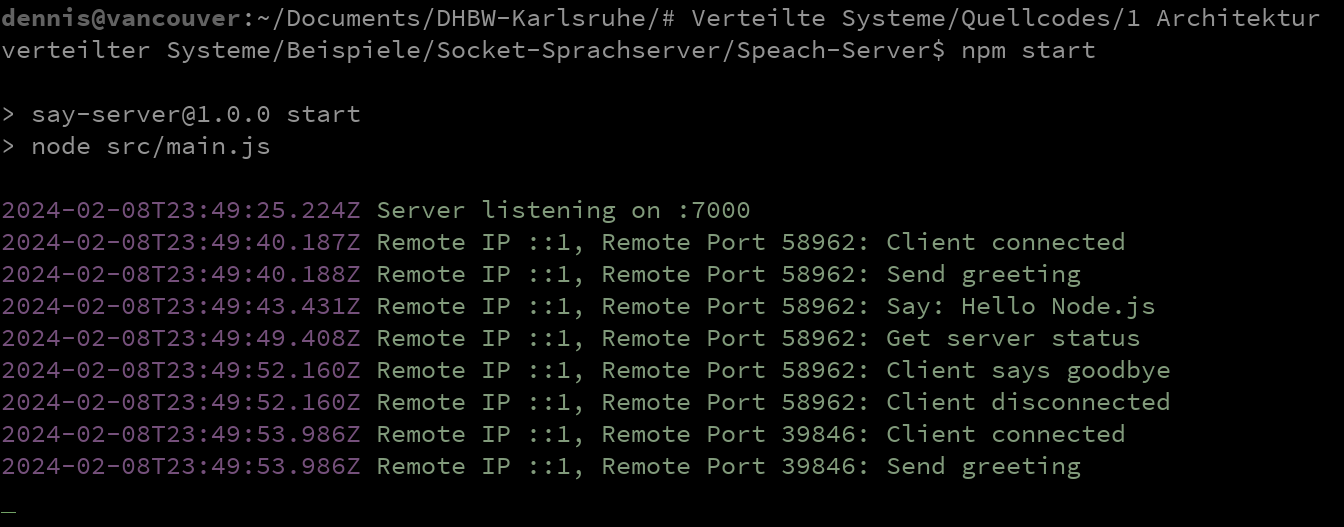 dennis@vancouver:~/Documents/DHBW-Karlsruhe/# Verteilte Systeme/Quellcodes/1 Architektur
verteilter Systeme/Beispiele/Socket-Sprachserver/Speach-Server$ npm start
> say-server@1.0.0 start
> node src/main.js
2024-02-08T23:49:25.224Z Server listening on :7000
2024-02-08T23:49:40.187Z Remote IP ::1, Remote Port 58962: Client connected
2024-02-08T23:49:40.188Z Remote IP ::1, Remote Port 58962: Send greeting
2024-02-08T23:49:43.431Z Remote IP ::1, Remote Port 58962: Say: Hello Node.js
2024-02-08T23:49:49.408Z Remote IP ::1, Remote Port 58962: Get server status
2024-02-08T23:49:52.160Z Remote IP ::1, Remote Port 58962: Client says goodbye
2024-02-08T23:49:52.160Z Remote IP ::1, Remote Port 58962: Client disconnected
2024-02-08T23:49:53.986Z Remote IP ::1, Remote Port 39846: Client connected
2024-02-08T23:49:53.986Z Remote IP ::1, Remote Port 39846: Send greeting